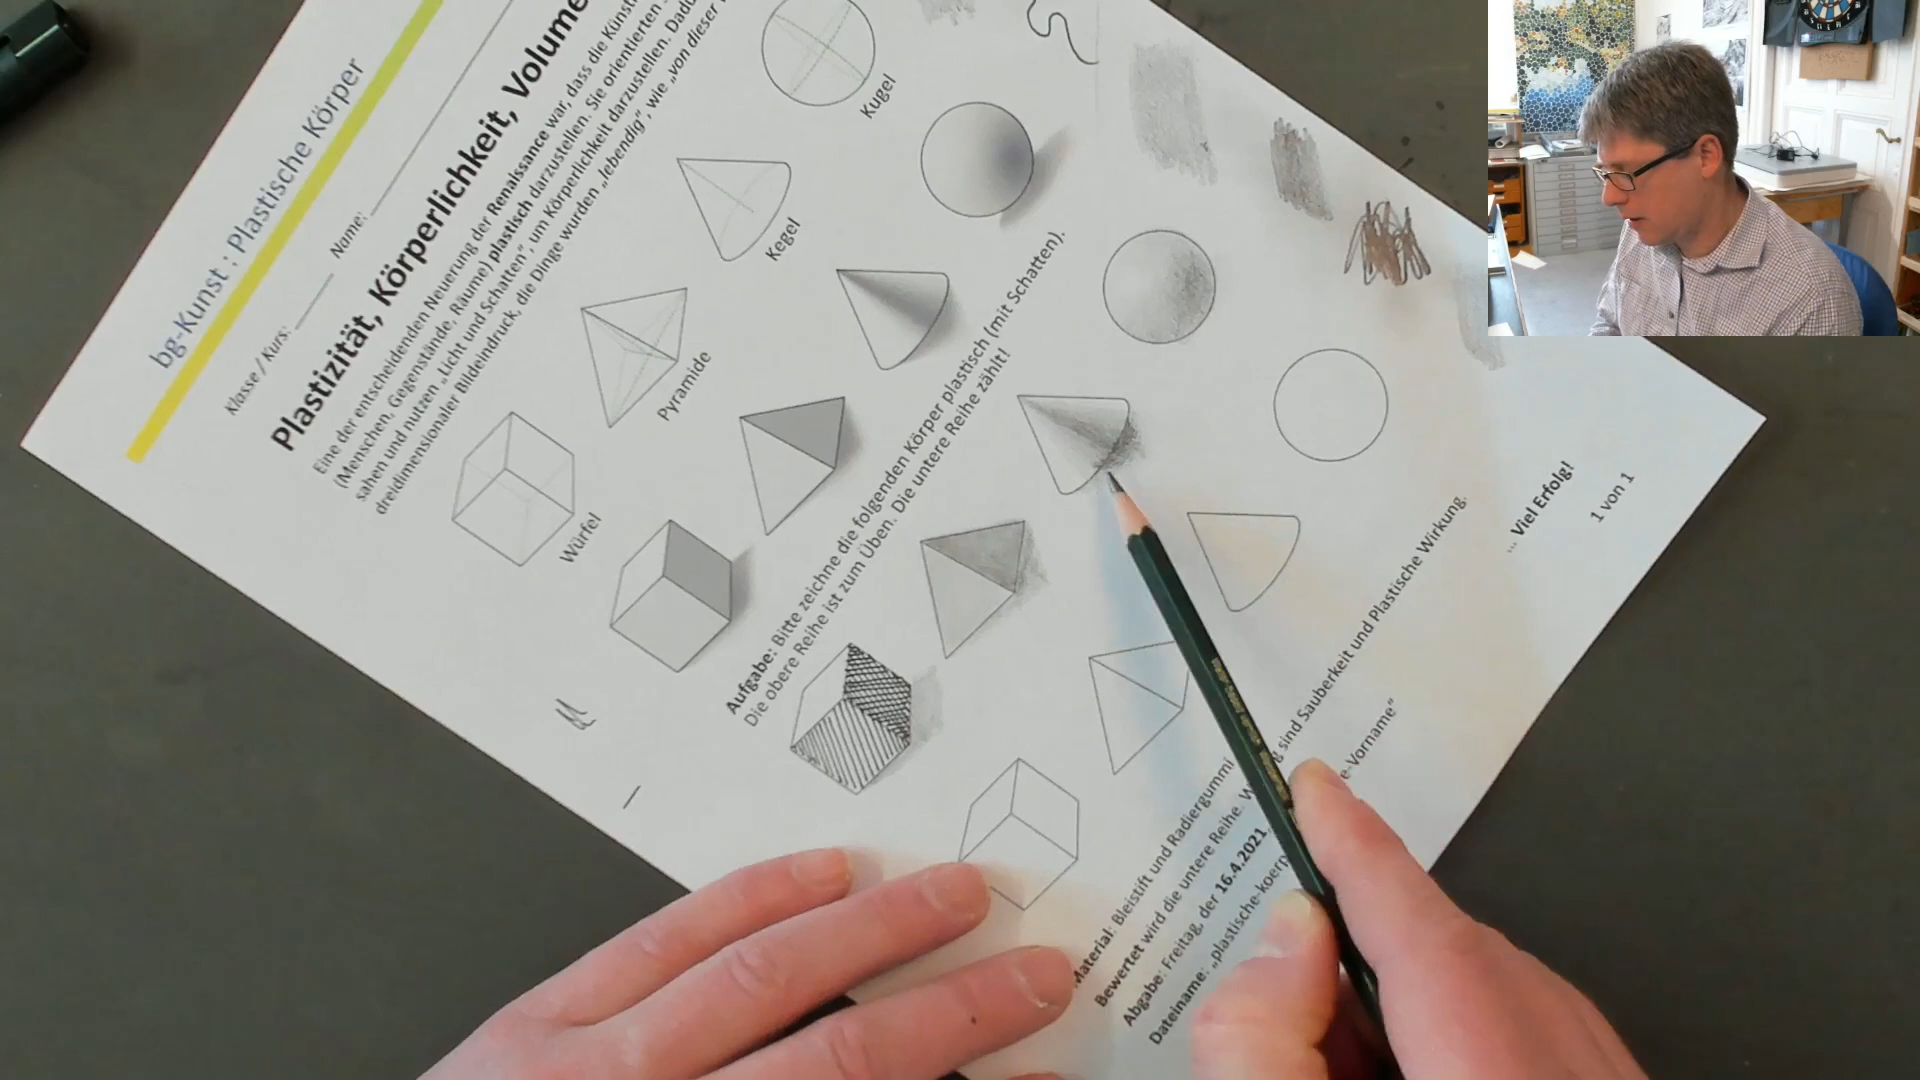 bg-Kunst : Plastische Körper
Klasse / Kurs: Name:
Plastizität, Körperlichkeit, Volume
Eine der entscheidenden Neuerung der Renaissance war, dass die Künst
(Menschen, Gegenstände, Räume) plastisch darzustellen. Sie orientierten
sahen und nutzen „Licht und Schatten“, um Körperlichkeit darzustellen. Dadu
dreidimensionaler Bildeindruck, die Dinge wurden „lebendig“, wie „von dieser
Würfel
Pyramide
Kegel
Kugel
Aufgabe: Bitte zeichne die folgenden Körper plastisch (mit Schatten).
Die obere Reihe ist zum Üben. Die untere Reihe zählt!
Material: Bleistift und Radiergummi
Bewertet wird die untere Reihe. W g sind Sauberkeit und Plastische Wirkung.
Abgabe: Freitag, der 16.4.2021
Dateiname: „plastische-koerp e-Vorname“
... Viel Erfolg!
1 von 1